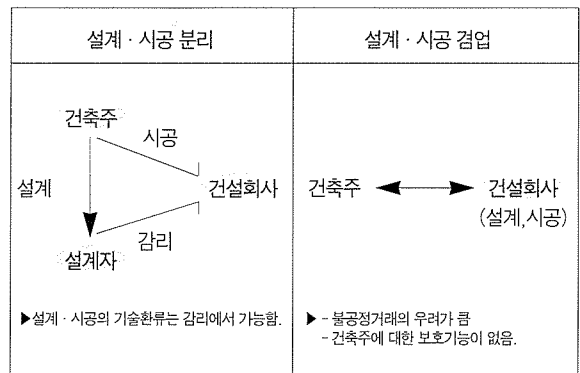 설계 · 시공 분리
설계 · 시공 겸업
건축주
시공
설계
건설회사
감리
설계자
▶설계 · 시공의 기술환류는 감리에서 가능함.
건축주
건설회사
(설계,시공)
▶ - 불공정거래의 우려가 큼
- 건축주에 대한 보호기능이 없음.